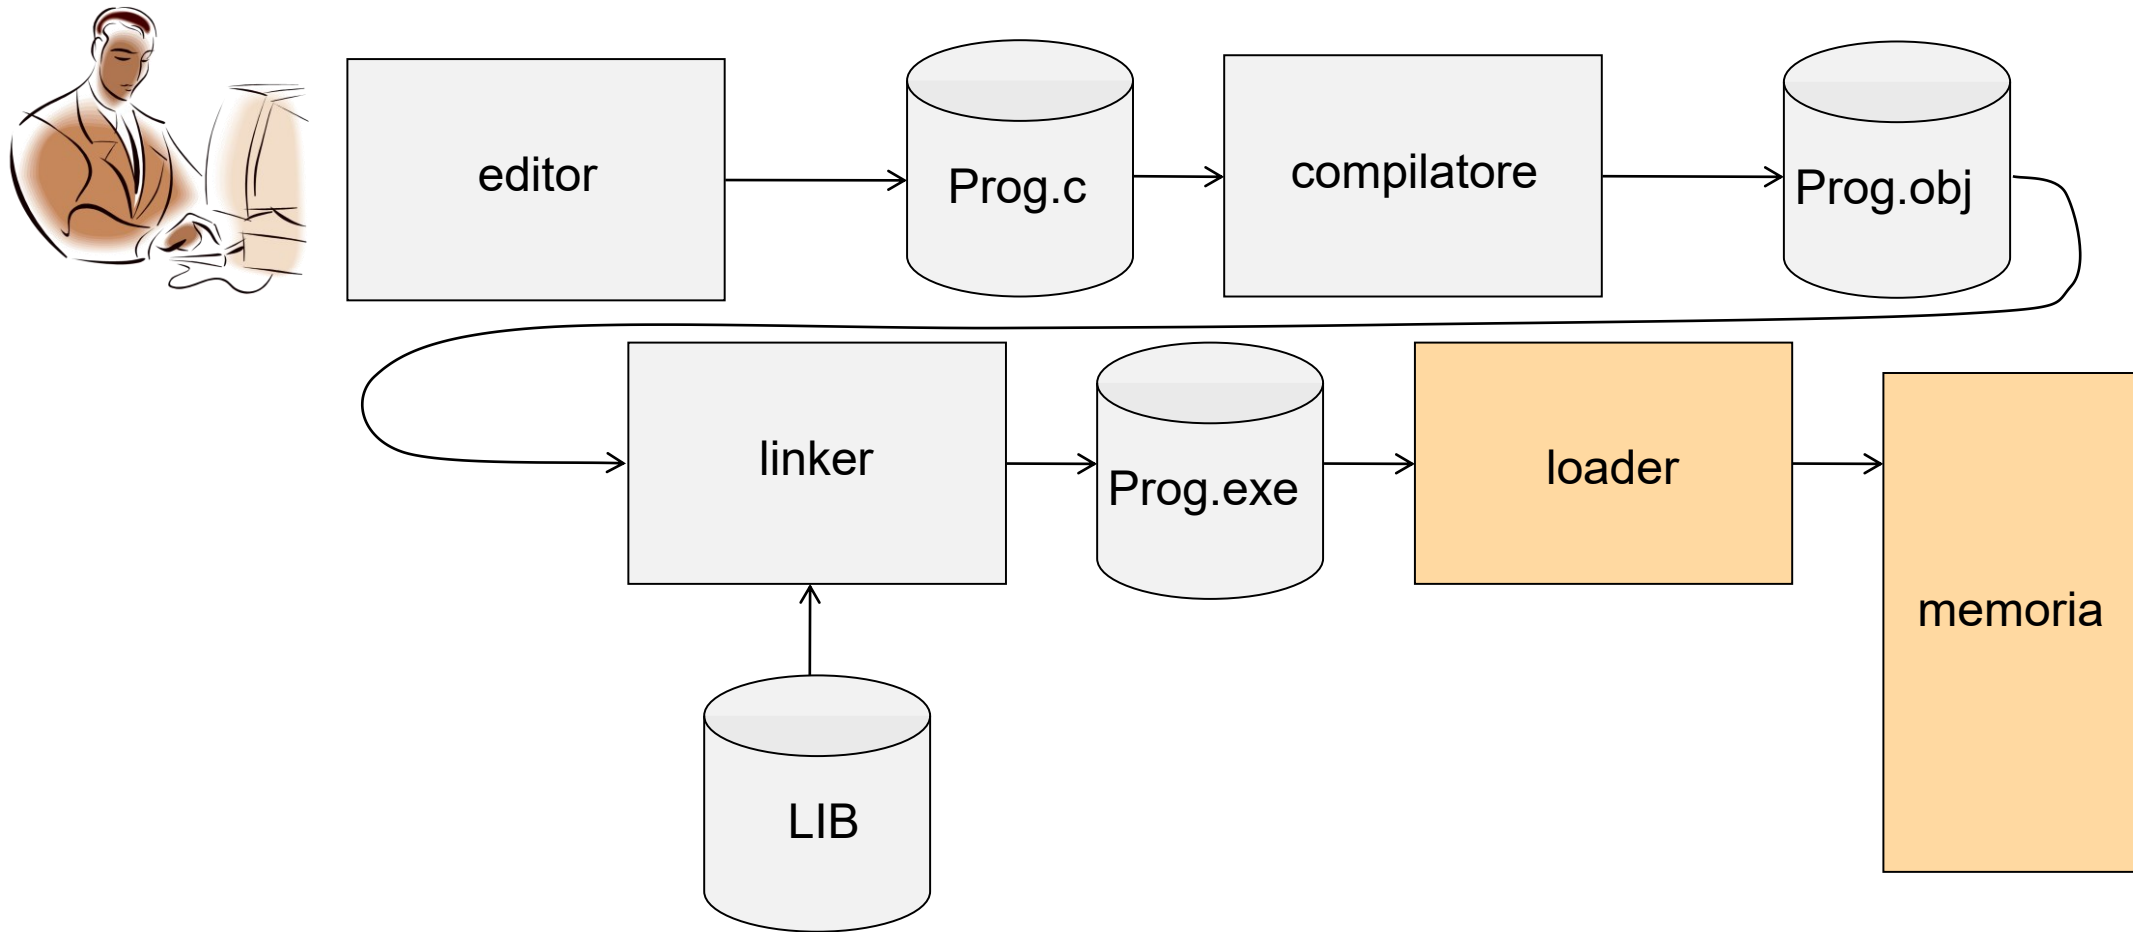 editor
Prog.c
compilatore
Prog.obj
linker
Prog.exe
loader
memoria
LIB